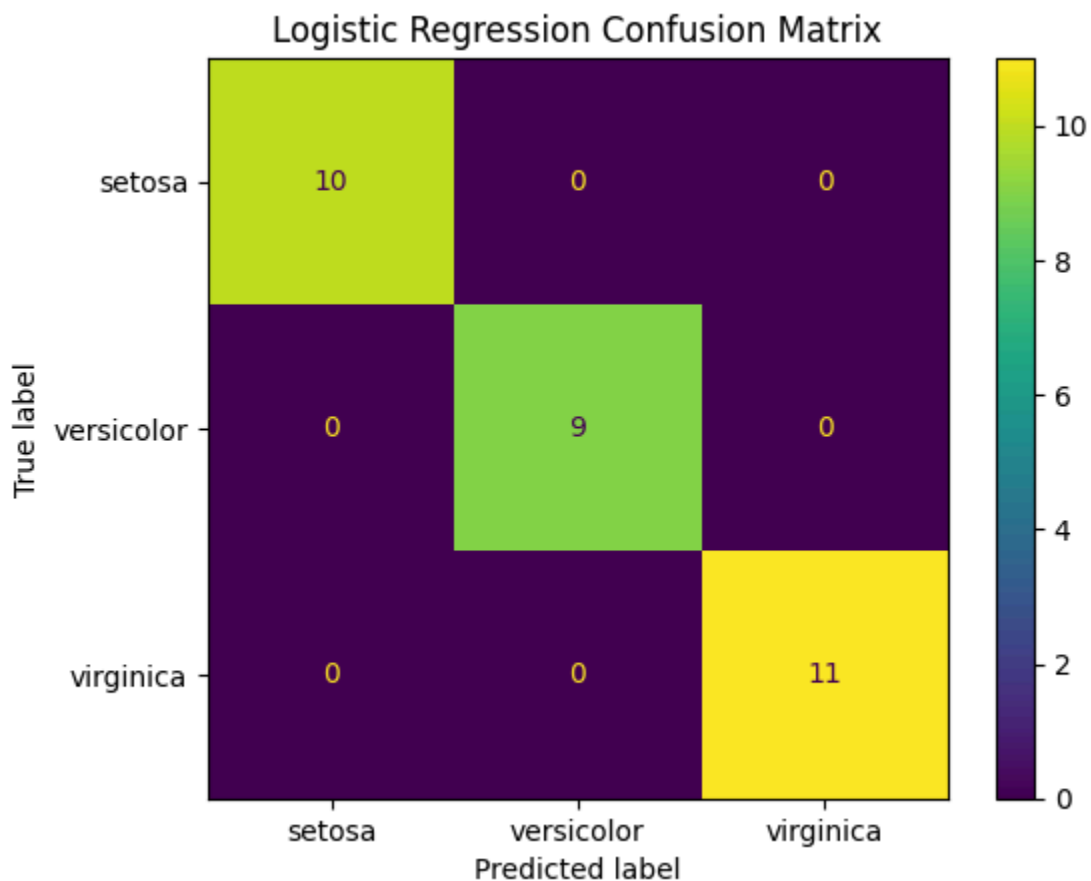 Logistic Regression Confusion Matrix
setosa
10
0
0
versicolor
0
9
0
virginica
0
0
11
True label
setosa
versicolor
virginica
Predicted label
10
8
6
4
2
0